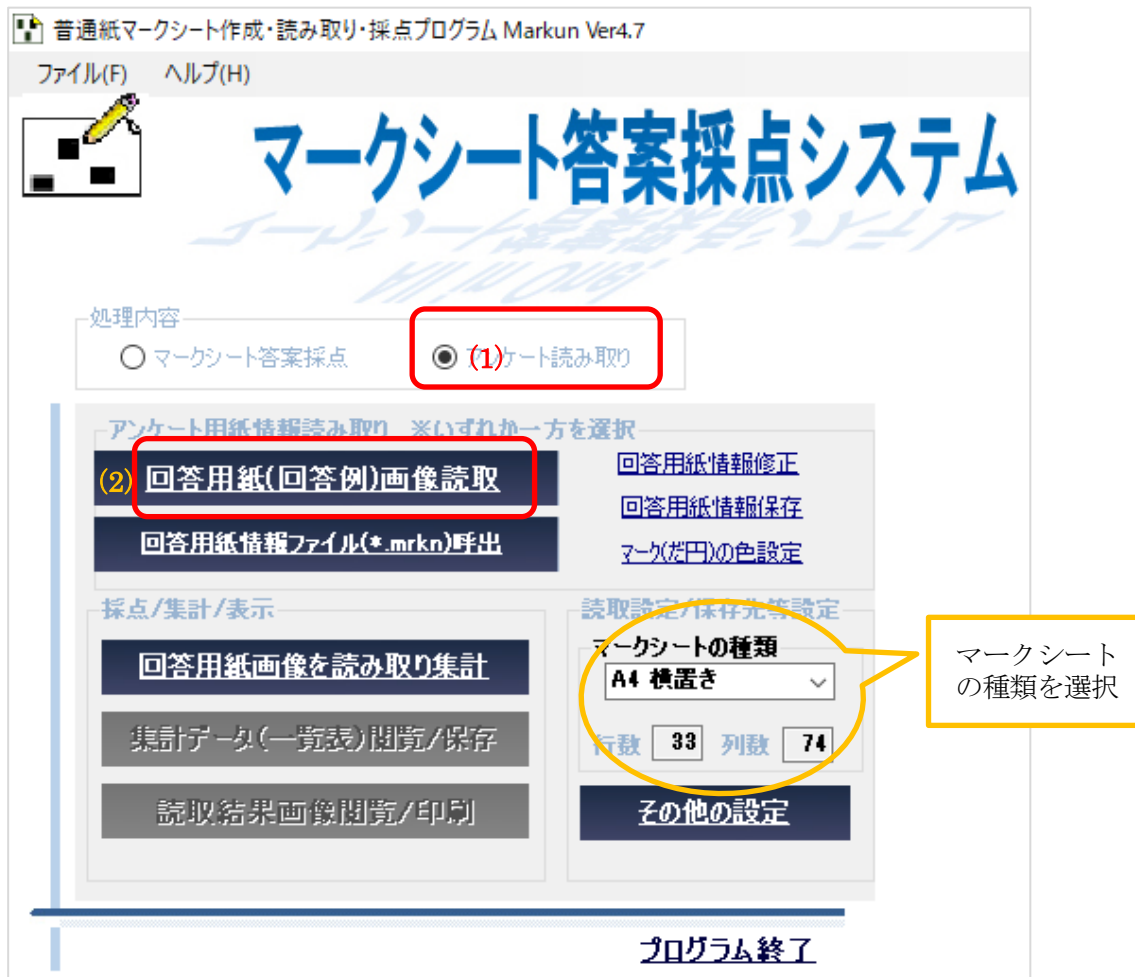 普通紙マークシート作成・読み取り・採点プログラム Markun Ver4.7
ファイル(F) ヘルプ(H)
マークシート答案採点システム
処理内容
マークシート答案採点
(1)
アンケート読み取り
アンケート用紙情報読み取り ※いずれか一方を選択
(2)
回答用紙(回答例)画像読取
回答用紙情報修正
回答用紙情報保存
回答用紙情報ファイル(*.mrkn)呼出
マーク(だ円)の色設定
採点/集計/表示
回答用紙画像を読み取り集計
集計データ(一覧表)閲覧/保存
読取結果画像閲覧/印刷
読取設定/保存先等設定
マークシートの種類
A4 横置き
行数 33 列数 74
その他の設定
マークシート
の種類を選択
プログラム終了